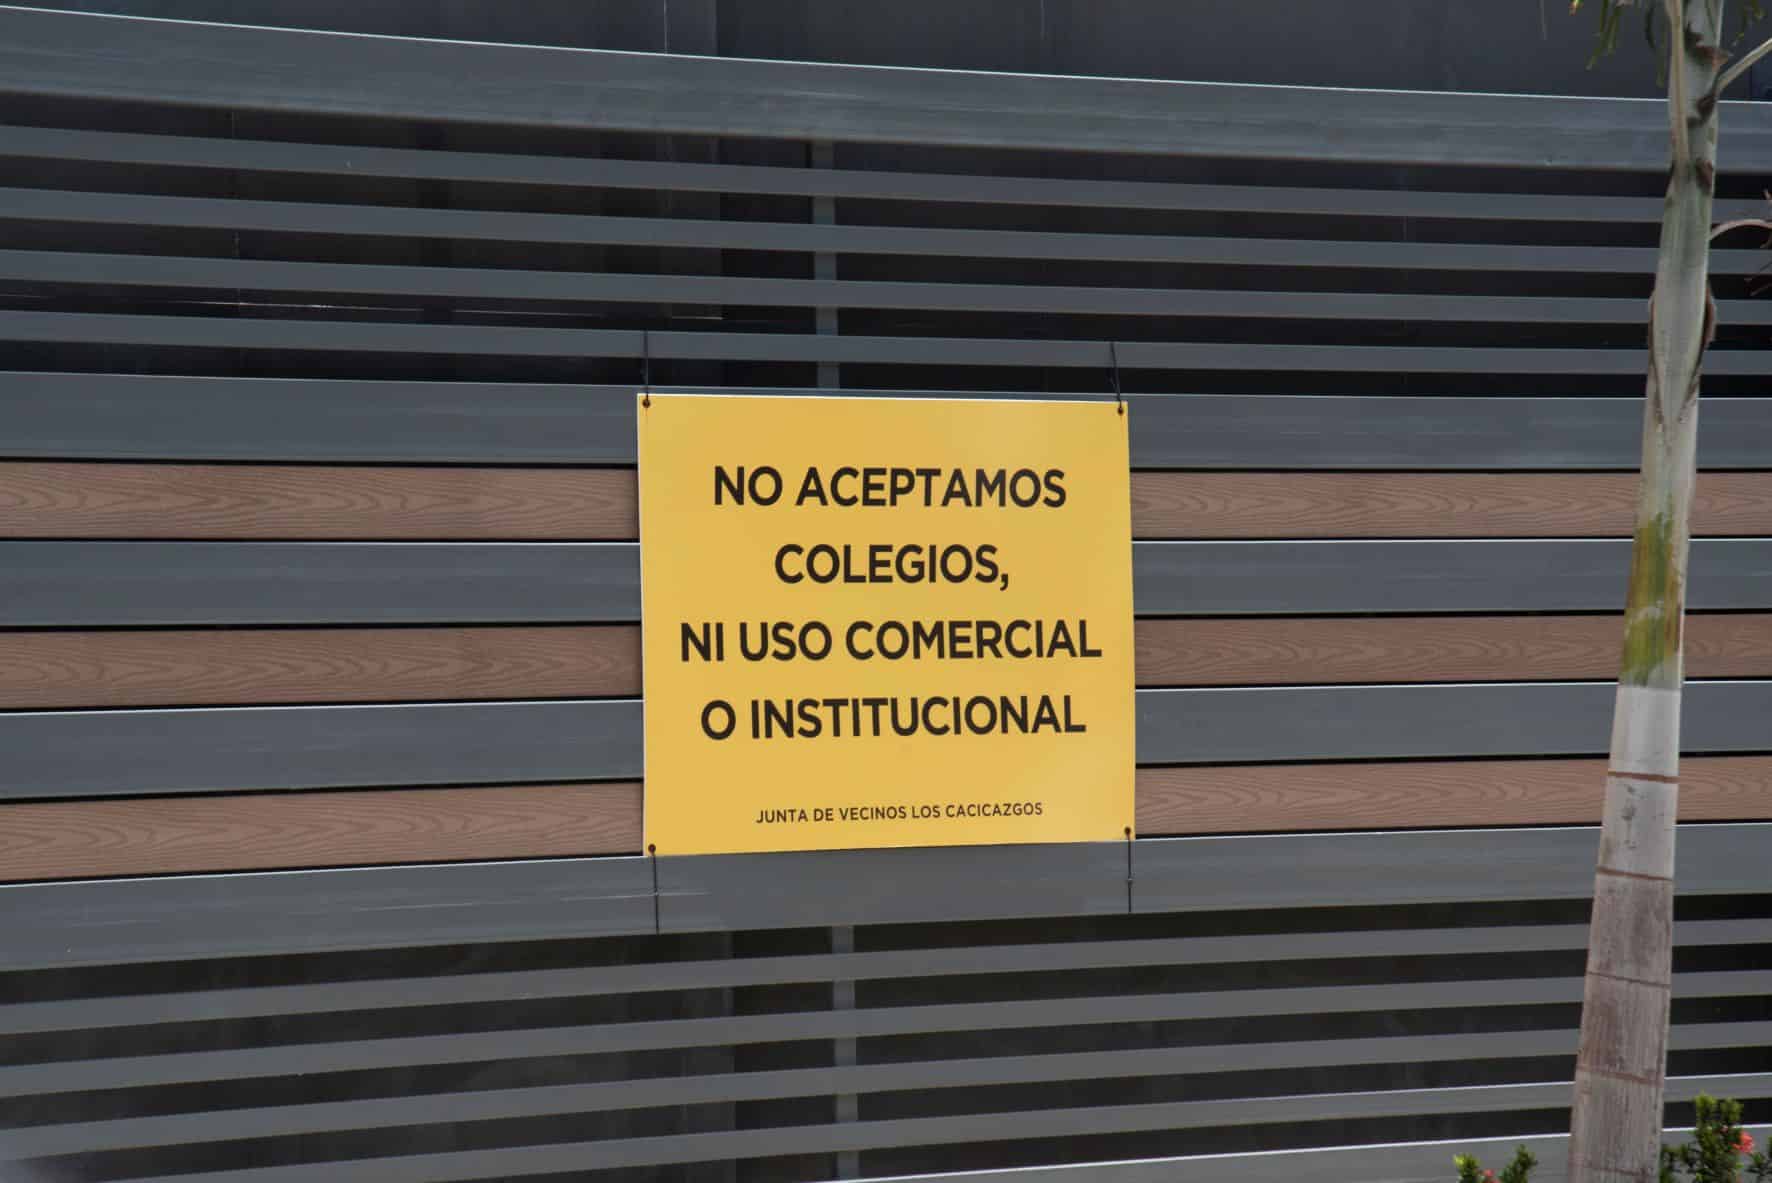 NO ACEPTAMOS
COLEGIOS,
NI USO COMERCIAL
O INSTITUCIONAL
JUNTA DE VECINOS LOS CACICAZGOS